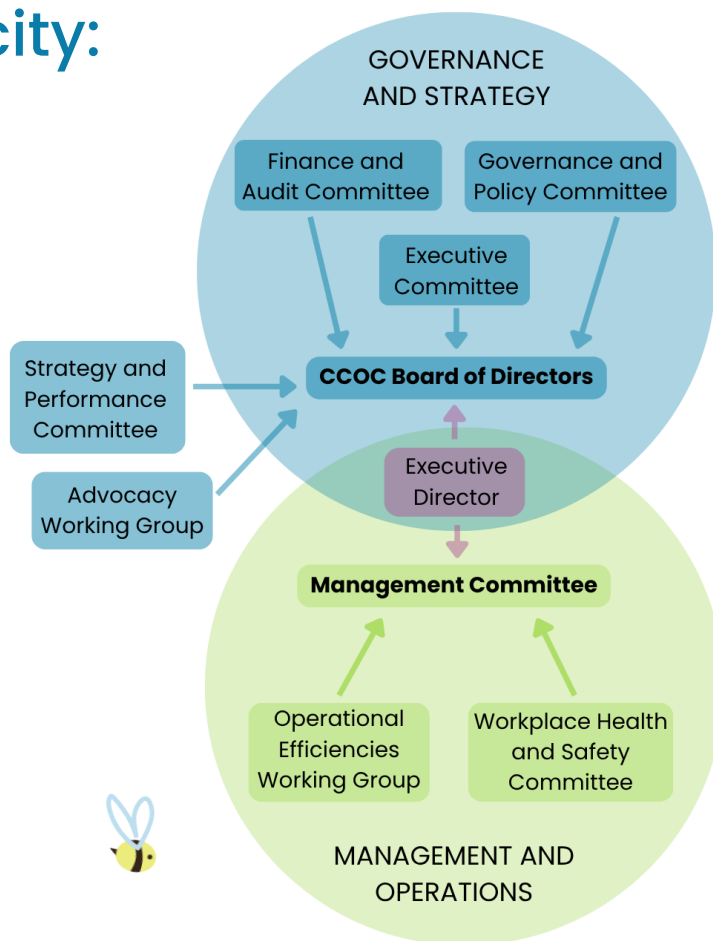 city:
GOVERNANCE
AND STRATEGY
Finance and
Audit Committee
Governance and
Policy Committee
Executive
Committee
CCOC Board of Directors
Strategy and
Performance
Committee
Advocacy
Working Group
Executive
Director
Management Committee
Operational
Efficiencies
Working Group
Workplace Health
and Safety
Committee
MANAGEMENT AND
OPERATIONS